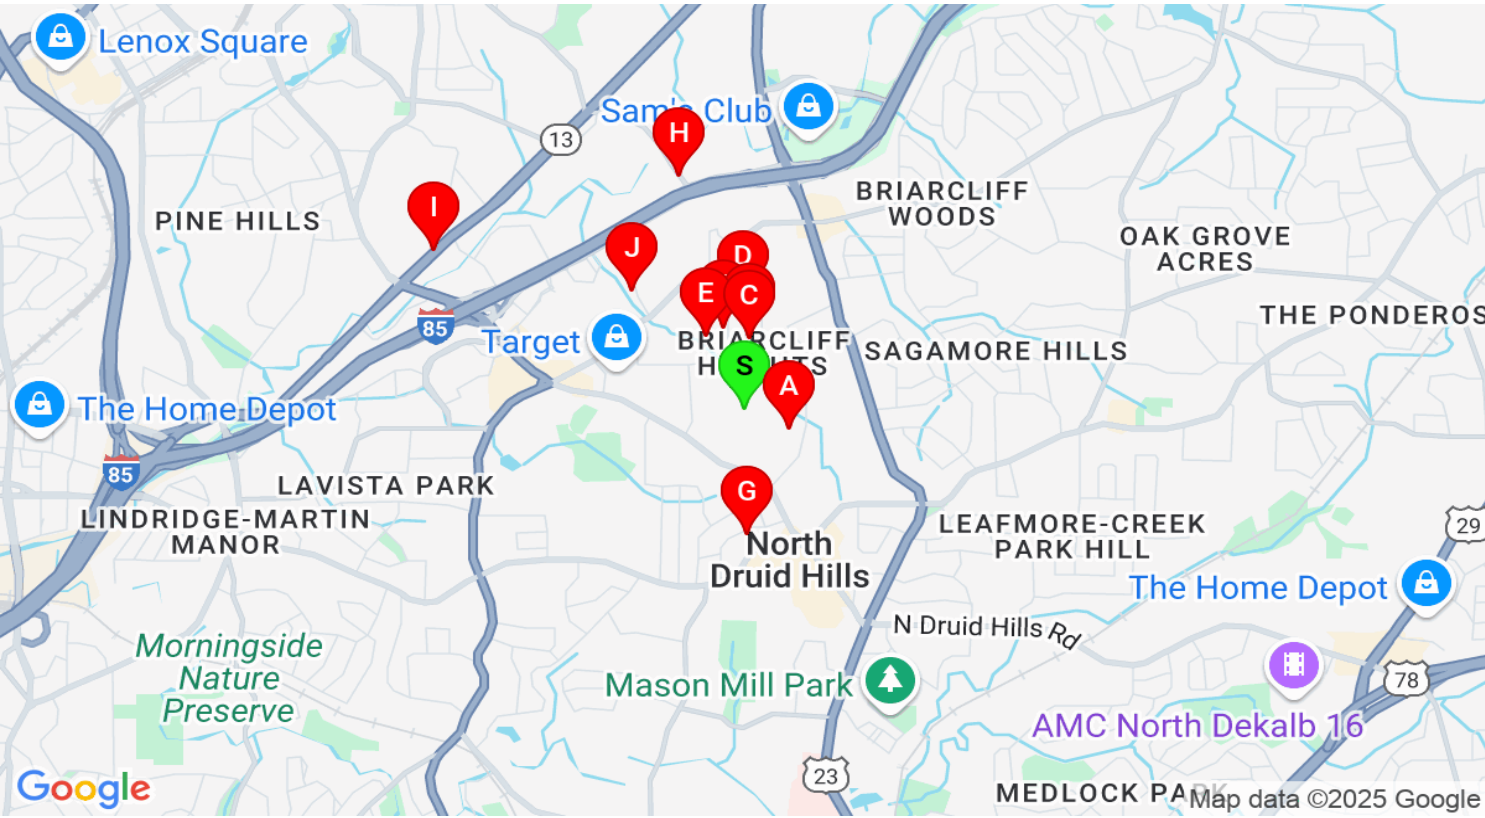 Lenox Square
Sam's Club
H
13
BRIARCLIFF
WOODS
I
PINE HILLS
J
D
OAK GROVE
ACRES
E
C
85
Target
BRIARCLIFF
THE PONDEROS
SAGAMORE HILLS
S
A
The Home Depot
85
LAVISTA PARK
G
LINDRIDGE-MARTIN
MANOR
LEAFMORE-CREEK
PARK HILL
29
North
Druid Hills
The Home Depot
N Druid Hills Rd
Morningside
Nature
Preserve
Mason Mill Park
78
AMC North Dekalb 16
23
Google
MEDLOCK PARK
Map data ©2025 Google